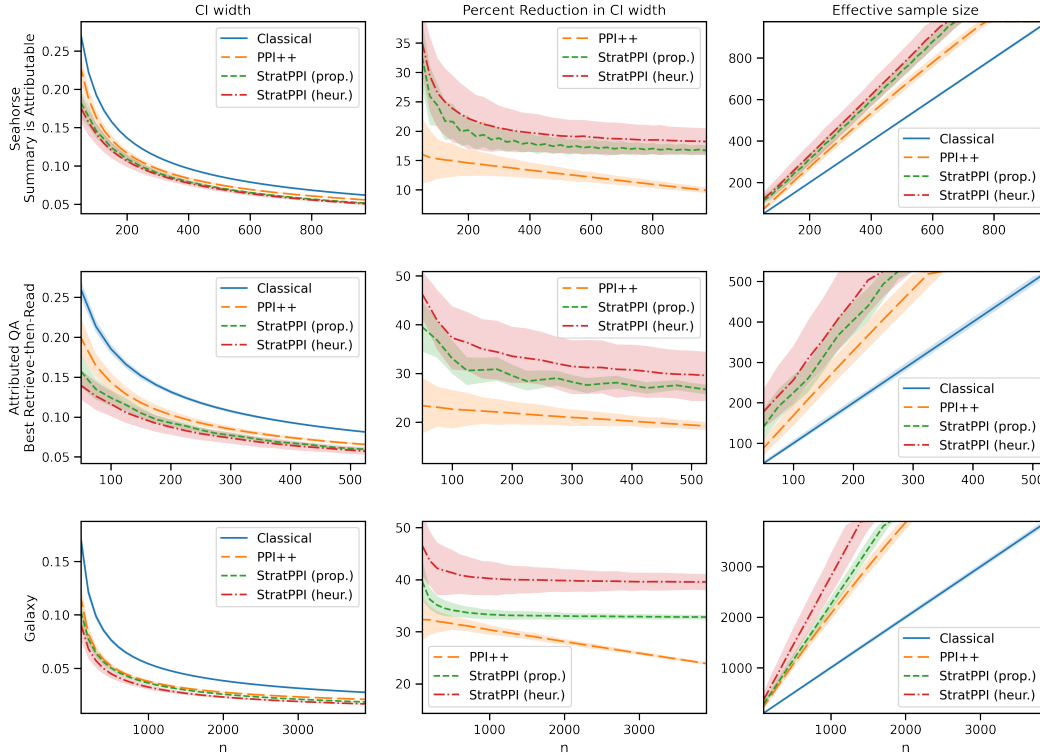 CI width
Percent Reduction in CI width
Effective sample size
Seahorse
Summary is Attributable
0.25
0.20
0.15
0.10
0.05
200
400
600
800
Classical
PPI++
StratPPI (prop.)
StratPPI (heur.)
35
30
25
20
15
10
200
400
600
800
PPI++
StratPPI (prop.)
StratPPI (heur.)
800
600
400
200
200
400
600
800
Classical
PPI++
StratPPI (prop.)
StratPPI (heur.)
Attributed QA
Best Retrieve-then-Read
0.25
0.20
0.15
0.10
0.05
100
200
300
400
500
Classical
PPI++
StratPPI (prop.)
StratPPI (heur.)
50
40
30
20
100
200
300
400
500
PPI++
StratPPI (prop.)
StratPPI (heur.)
500
400
300
200
100
100
200
300
400
500
Classical
PPI++
StratPPI (prop.)
StratPPI (heur.)
Galaxy
0.15
0.10
0.05
1000
2000
3000
n
Classical
PPI++
StratPPI (prop.)
StratPPI (heur.)
50
40
30
20
1000
2000
3000
n
PPI++
StratPPI (prop.)
StratPPI (heur.)
3000
2000
1000
1000
2000
3000
n
Classical
PPI++
StratPPI (prop.)
StratPPI (heur.)